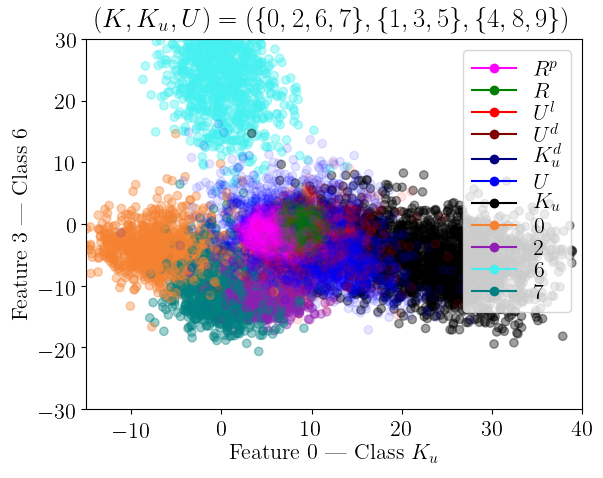 (K, K_u, U) = ({0, 2, 6, 7}, {1, 3, 5}, {4, 8, 9})
30
20
10
0
−10
−20
−30
Feature 3 — Class 6
R^p
R
U^l
U^d
K_u^d
U
K_u
0
2
6
7
−10 0 10 20 30 40
Feature 0 — Class K_u